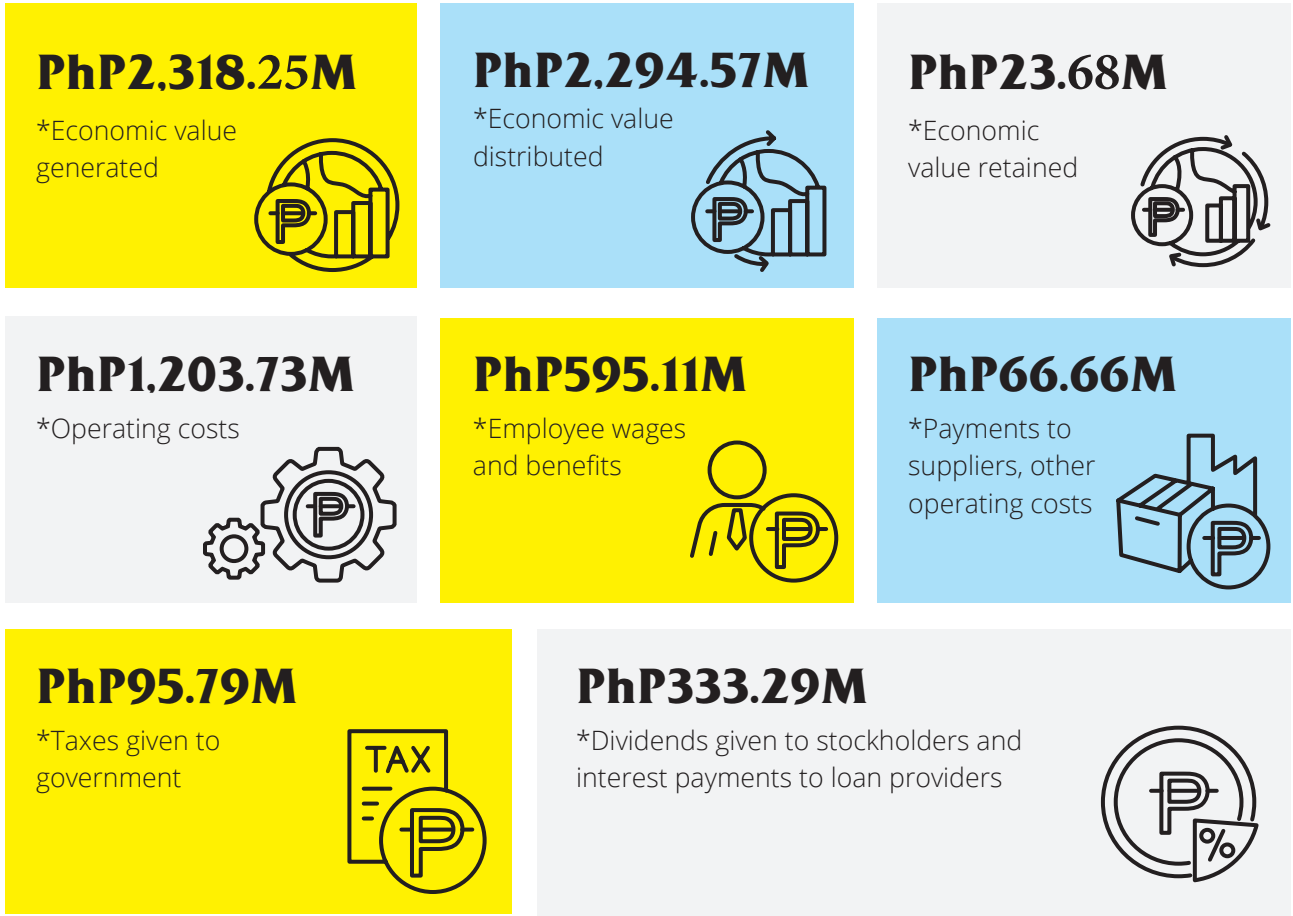 PhP2,318.25M
*Economic value
generated
PhP2,294.57M
*Economic value
distributed
PhP23.68M
*Economic
value retained
PhP1,203.73M
*Operating costs
PhP595.11M
*Employee wages
and benefits
PhP66.66M
*Payments to
suppliers, other
operating costs
PhP95.79M
*Taxes given to
government
TAX
PhP333.29M
*Dividends given to stockholders and
interest payments to loan providers
%